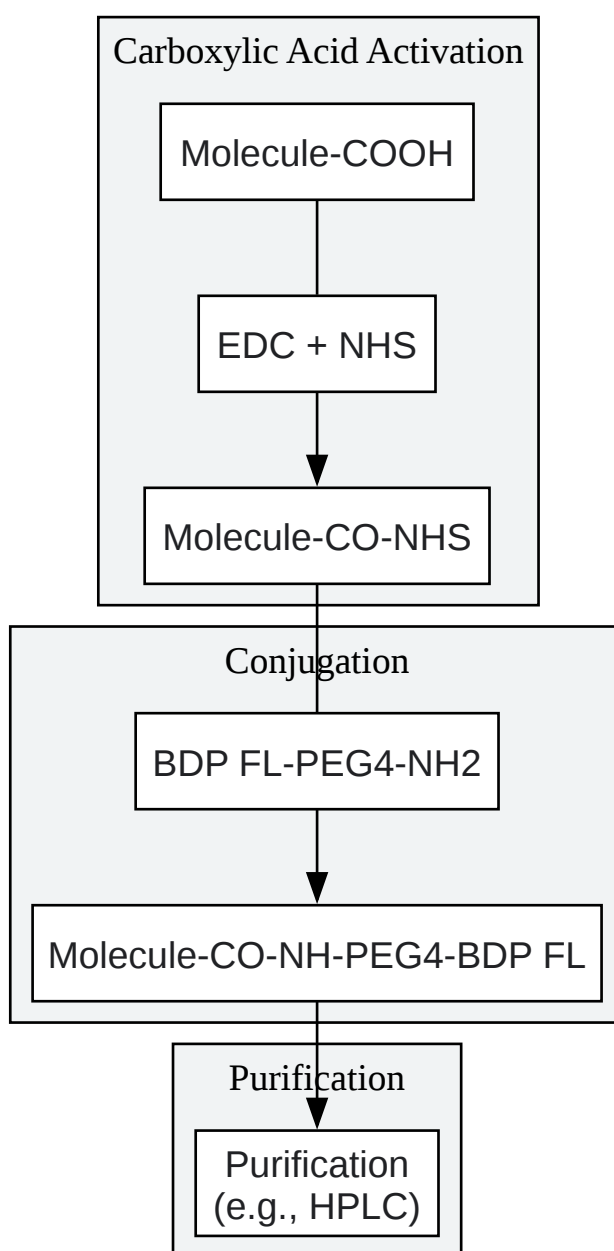 Carboxylic Acid Activation
Molecule-COOH
EDC + NHS
Molecule-CO-NHS
Conjugation
BDP FL-PEG4-NH2
Molecule-CO-NH-PEG4-BDP FL
Purification
Purification
(e.g., HPLC)